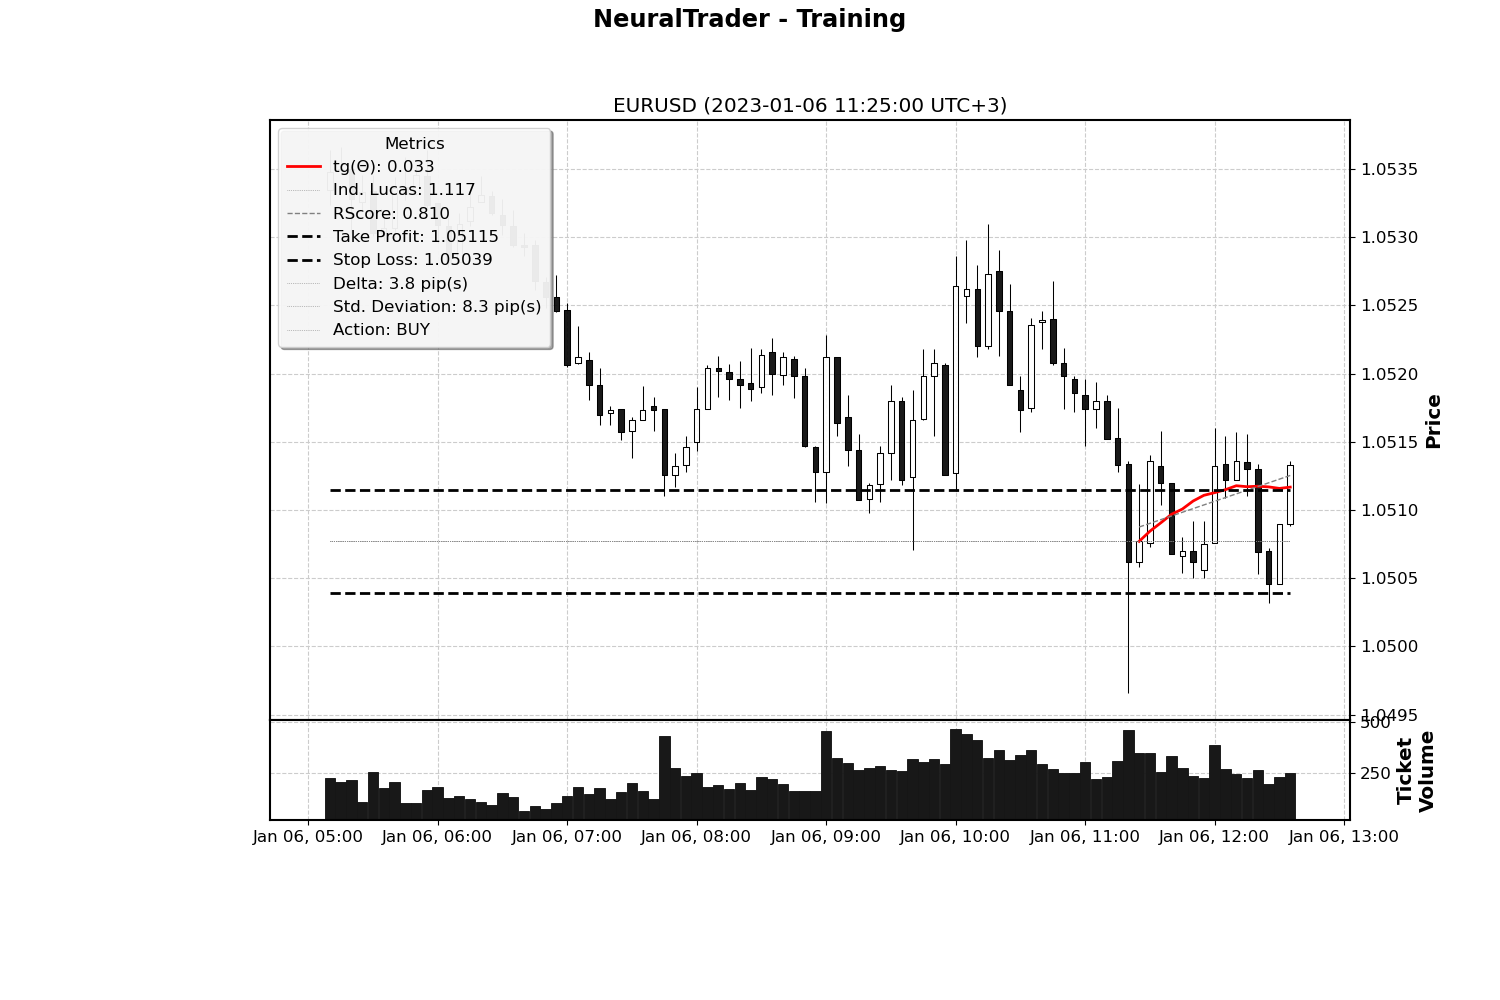 NeuralTrader - Training
EURUSD (2023-01-06 11:25:00 UTC+3)
Metrics
tg(Θ): 0.033
Ind. Lucas: 1.117
RScore: 0.810
Take Profit: 1.05115
Stop Loss: 1.05039
Delta: 3.8 pip(s)
Std. Deviation: 8.3 pip(s)
Action: BUY
1.0535
1.0530
1.0525
1.0520
1.0515
1.0510
1.0505
1.0500
1.0495
Price
500
250
Ticket
Volume
Jan 06, 05:00
Jan 06, 06:00
Jan 06, 07:00
Jan 06, 08:00
Jan 06, 09:00
Jan 06, 10:00
Jan 06, 11:00
Jan 06, 12:00
Jan 06, 13:00